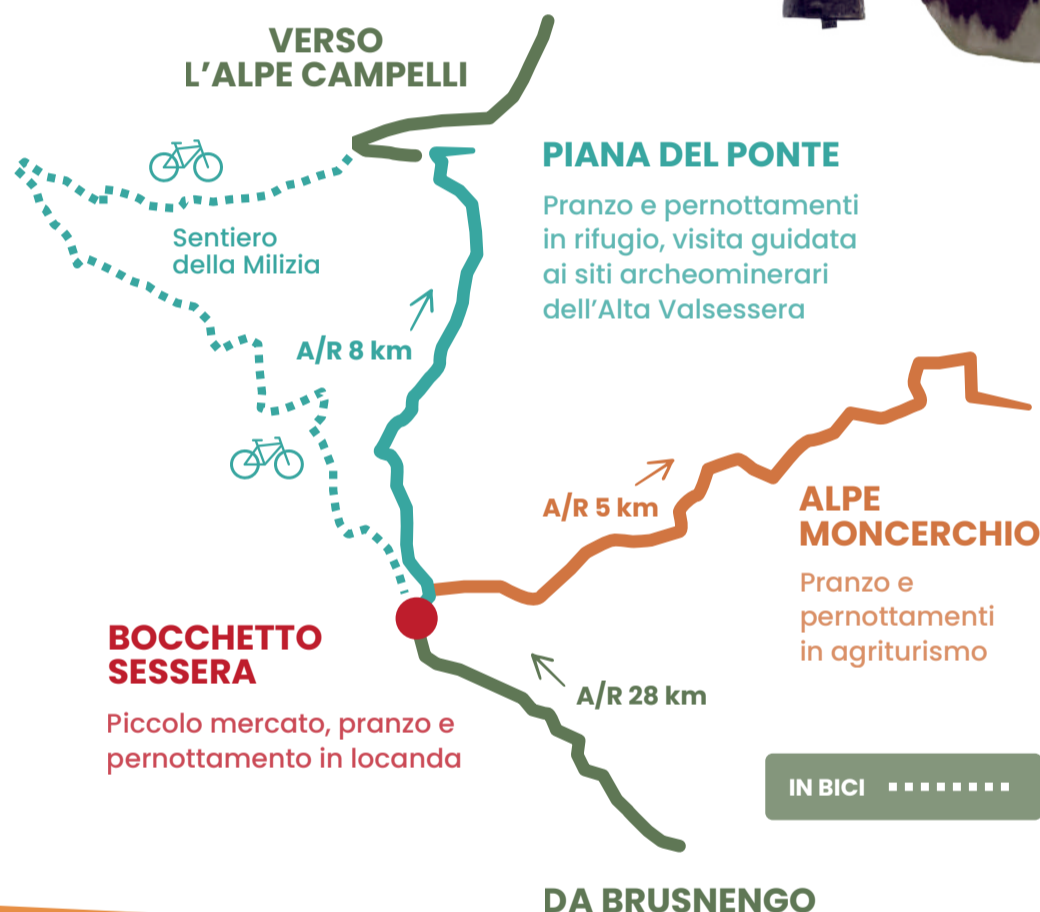 VERSO
L'ALPE CAMPELLI
PIANA DEL PONTE
Pranzo e pernottamenti
in rifugio, visita guidata
ai siti archeominerari
dell'Alta Valsessera
Sentiero
della Milizia
A/R 8 km
A/R 5 km
ALPE
MONCERCHIO
Pranzo e
pernottamenti
in agriturismo
BOCCHETTO
SESSERA
Piccolo mercato, pranzo e
pernottamento in locanda
A/R 28 km
IN BICI
DA BRUSNENGO